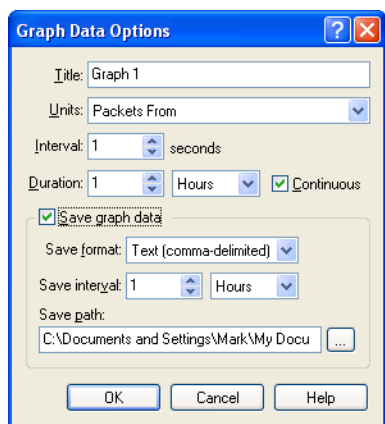 Graph Data Options
Title: Graph 1
Units: Packets From
Interval: 1 seconds
Duration: 1 Hours Continuous
Save graph data
Save format: Text (comma-delimited)
Save interval: 1 Hours
Save path:
C:\Documents and Settings\Mark\My Docu ...
OK Cancel Help